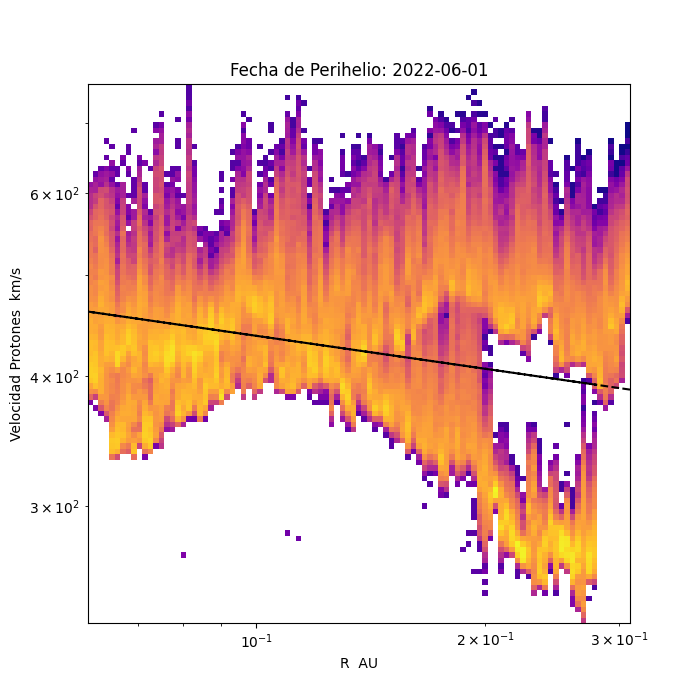 Fecha de Perihelio: 2022-06-01
Velocidad Protones  km/s
6 × 10²
4 × 10²
3 × 10²
10⁻¹
2 × 10⁻¹
3 × 10⁻¹
R  AU